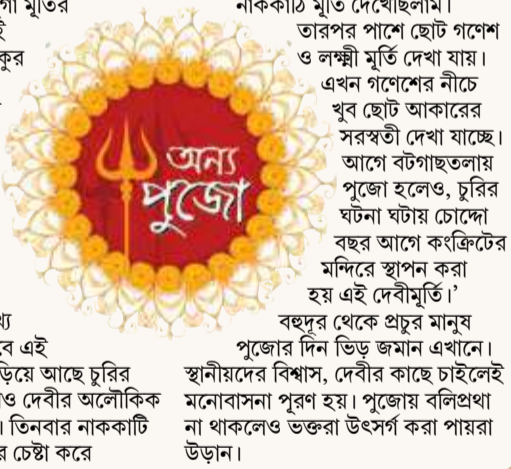 গা মূর্তির
ই
কুর
অন্য
পুজো
খ্য
বে এই
ড়িয়ে আছে চুরির
ও দেবীর অলৌকিক
। তিনবার নাককাটি
র চেষ্টা করে
নাককাটি মূর্তি দেখেছিলাম।
তারপর পাশে ছোট গণেশ
ও লক্ষ্মী মূর্তি দেখা যায়।
এখন গণেশের নীচে
খুব ছোট আকারের
সরস্বতী দেখা যাচ্ছে।
আগে বটগাছতলায়
পুজো হলেও, চুরির
ঘটনা ঘটায় চোদ্দো
বছর আগে কংক্রিটের
মন্দিরে স্থাপন করা
হয় এই দেবীমূর্তি।’
বহুদূর থেকে প্রচুর মানুষ
পুজোর দিন ভিড় জমান এখানে।
স্থানীয়দের বিশ্বাস, দেবীর কাছে চাইলেই
মনোবাসনা পূরণ হয়। পুজোয় বলিপ্রথা
না থাকলেও ভক্তরা উৎসর্গ করা পায়রা
উড়ান।